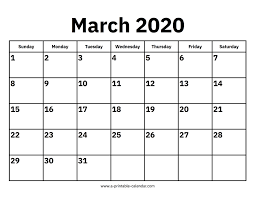 March 2020
Sunday Monday Tuesday Wednesday Thursday Friday Saturday
1 2 3 4 5 6 7
8 9 10 11 12 13 14
15 16 17 18 19 20 21
22 23 24 25 26 27 28
29 30 31
www.a-printable-calendar.com